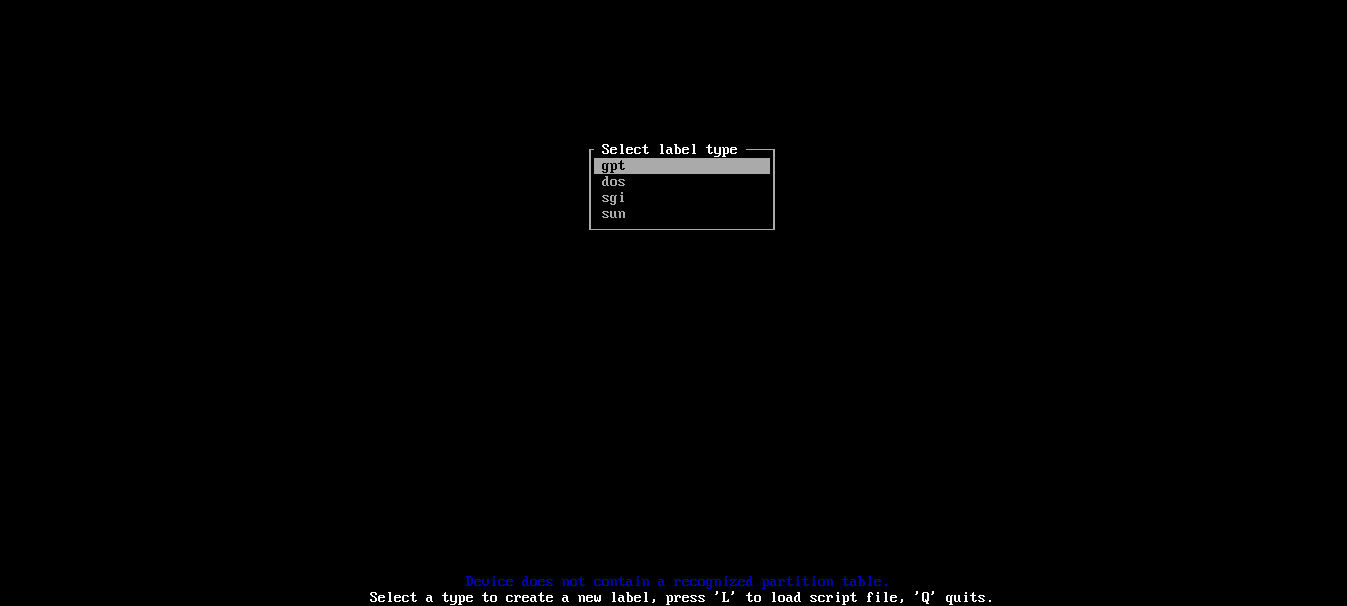 Select label type
gpt
dos
sgi
sun
Device does not contain a recognized partition table.
Select a type to create a new label, press 'L' to load script file, 'Q' quits.